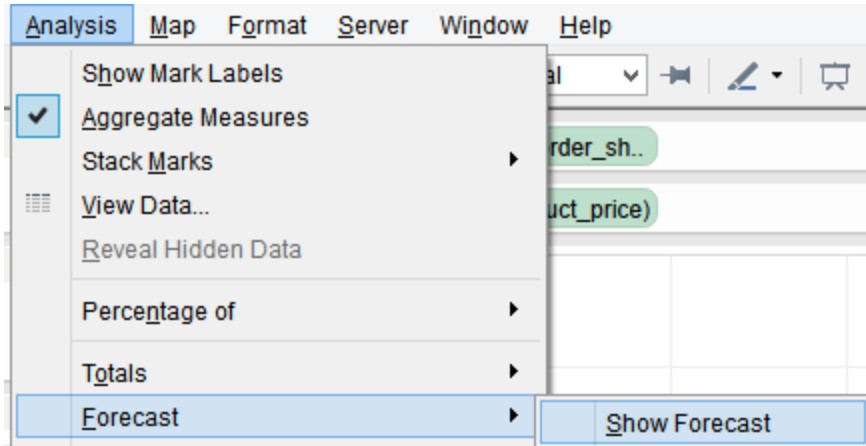 Analysis Map Format Server Window Help
Show Mark Labels
al
Aggregate Measures
rder_sh..
Stack Marks
View Data...
uct_price)
Reveal Hidden Data
Percentage of
Totals
Forecast
Show Forecast